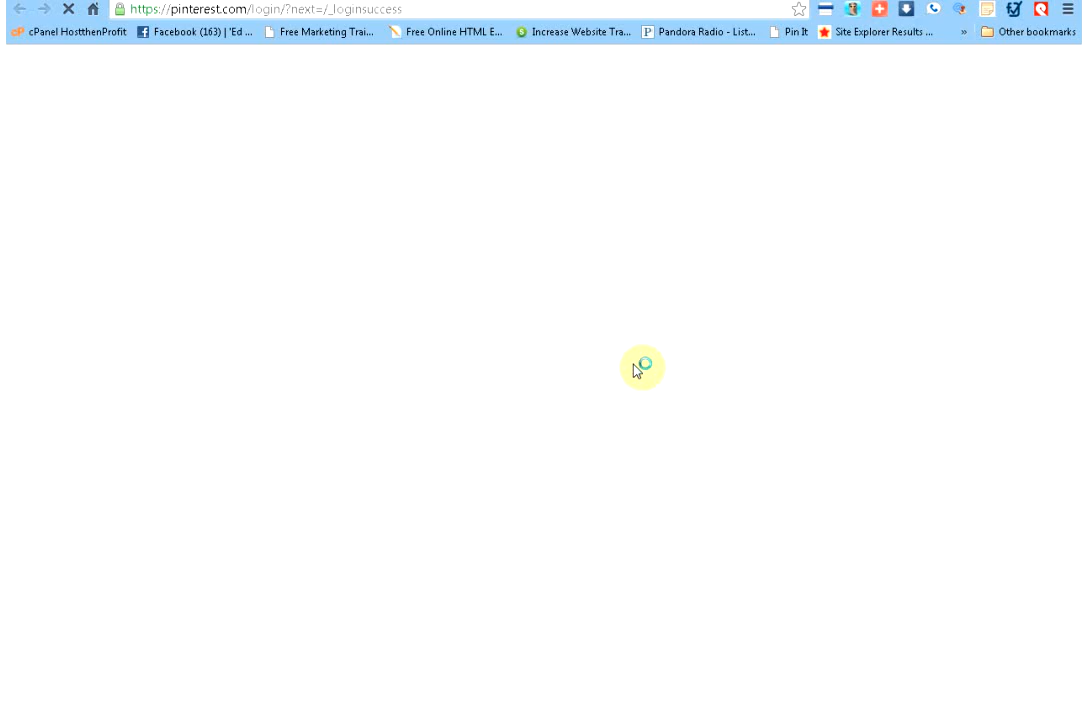 https://pinterest.com/login/?next=/_loginsuccess
cPanel HostthenProfit Facebook (163) | 'Ed ... Free Marketing Trai... Free Online HTML E... Increase Website Tra... Pandora Radio - List... Pin It Site Explorer Results ... » Other bookmarks